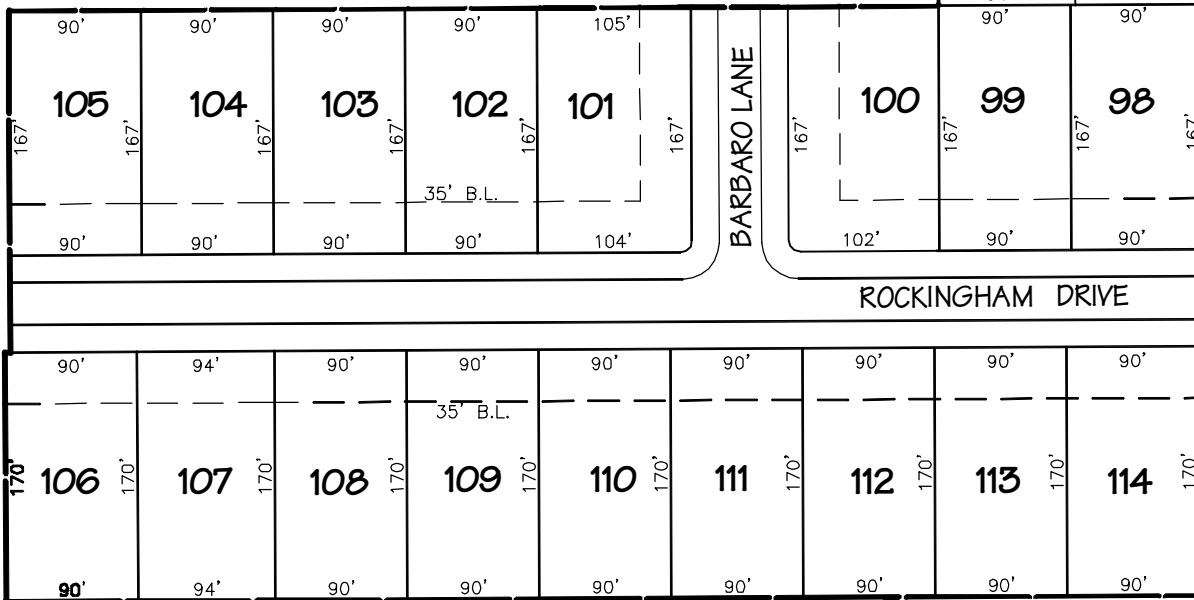 90' 90' 90' 90' 105' 90' 90'
105 104 103 102 101 100 99 98
167' 167' 167' 167' 167' 167' 167' 167' 167' 167'
BARBARO LANE
35' B.L.
90' 90' 90' 90' 104' 102' 90' 90'
ROCKINGHAM DRIVE
90' 94' 90' 90' 90' 90' 90' 90' 90'
35' B.L.
106 107 108 109 110 111 112 113 114
170' 170' 170' 170' 170' 170' 170' 170' 170' 170'
90' 94' 90' 90' 90' 90' 90' 90' 90'